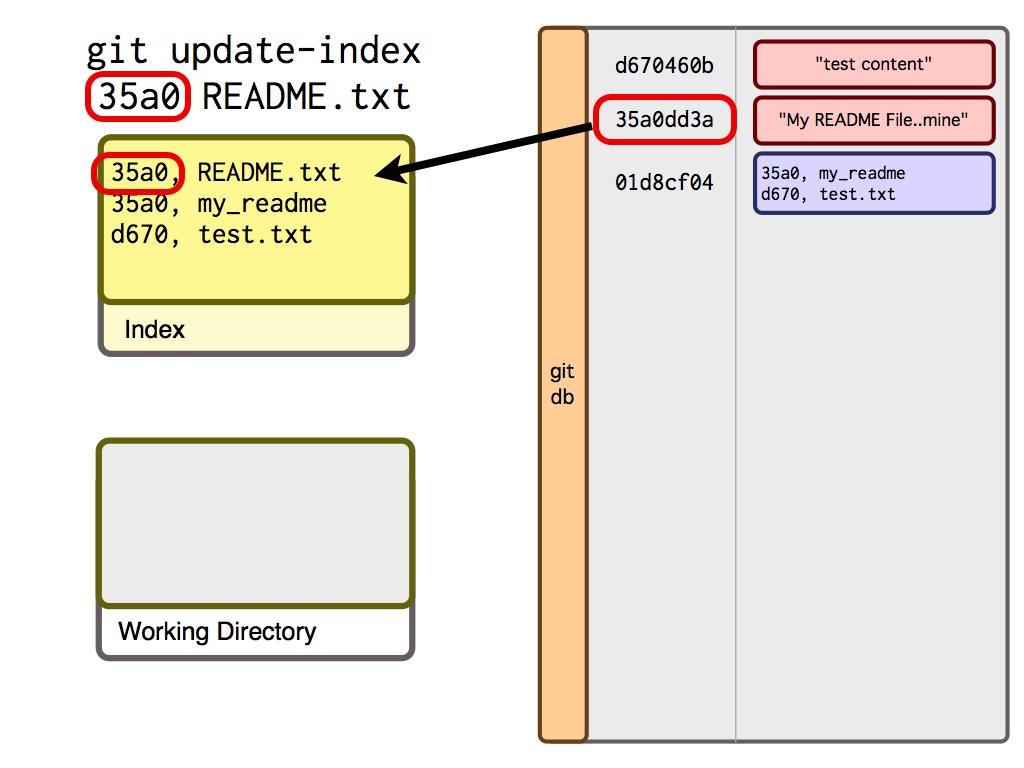 git update-index
35a0 README.txt
35a0, README.txt
35a0, my_readme
d670, test.txt
Index
Working Directory
git
db
d670460b
"test content"
35a0dd3a
"My README File..mine"
01d8cf04
35a0, my_readme
d670, test.txt